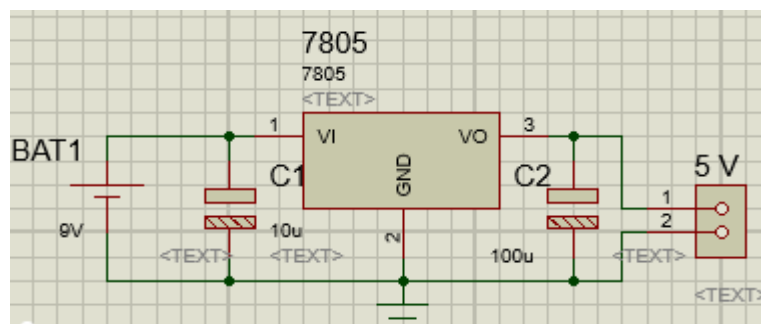 7805
7805
<TEXT>
1
VI
VO
3
BAT1
C1
GND
C2
5 V
1
2
9V
10u
2
<TEXT>
<TEXT>
100u
<TEXT>
<TEXT>